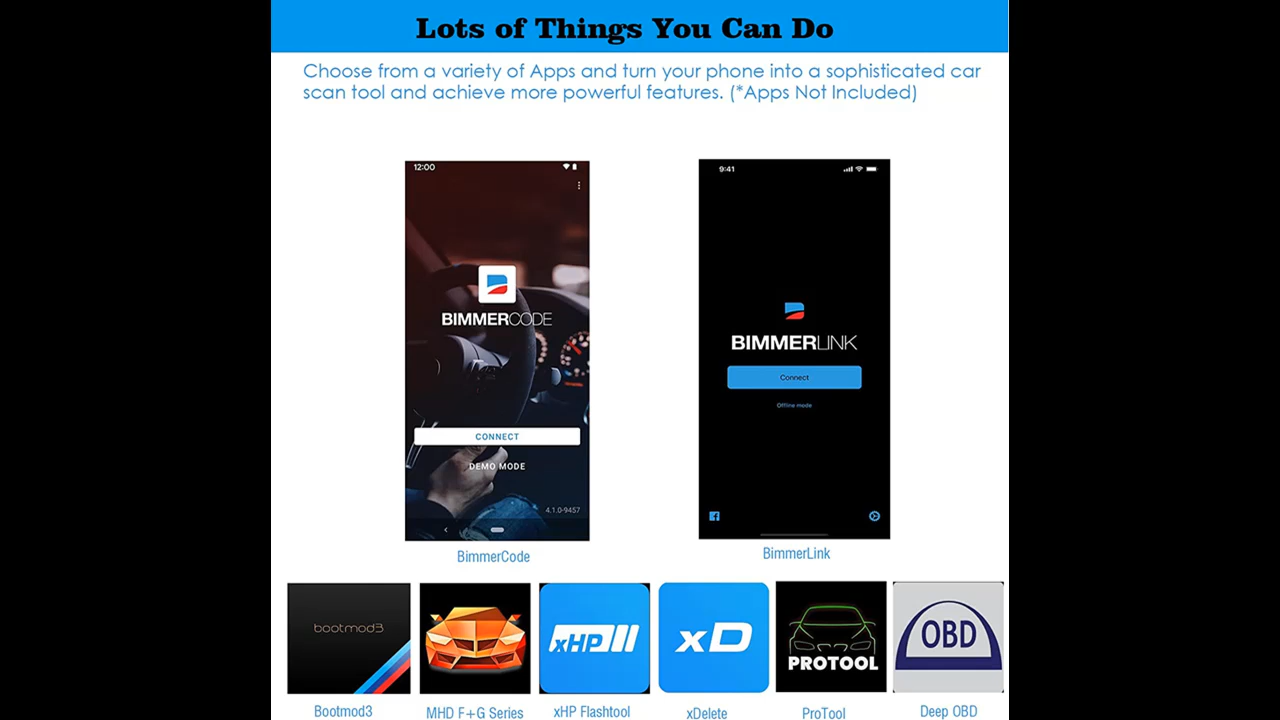 Lots of Things You Can Do
Choose from a variety of Apps and turn your phone into a sophisticated car
scan tool and achieve more powerful features. (*Apps Not Included)
12:00
BIMMERCODE
CONNECT
DEMO MODE
4.1.0-9457
BimmerCode
9:41
BIMMERLINK
Connect
Offline mode
BimmerLink
bootmod3
xHP
xD
PROTOOL
OBD
Bootmod3
MHD F+G Series
xHP Flashtool
xDelete
ProTool
Deep OBD